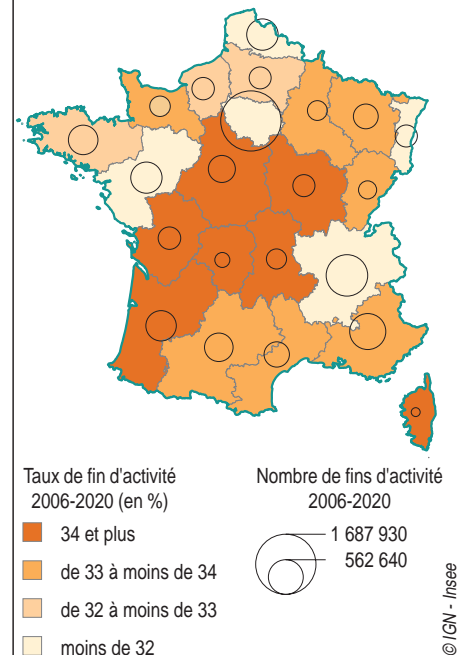 Taux de fin d'activité
2006-2020 (en %)
34 et plus
de 33 à moins de 34
de 32 à moins de 33
moins de 32
Nombre de fins d'activité
2006-2020
1 687 930
562 640
© IGN - Insee